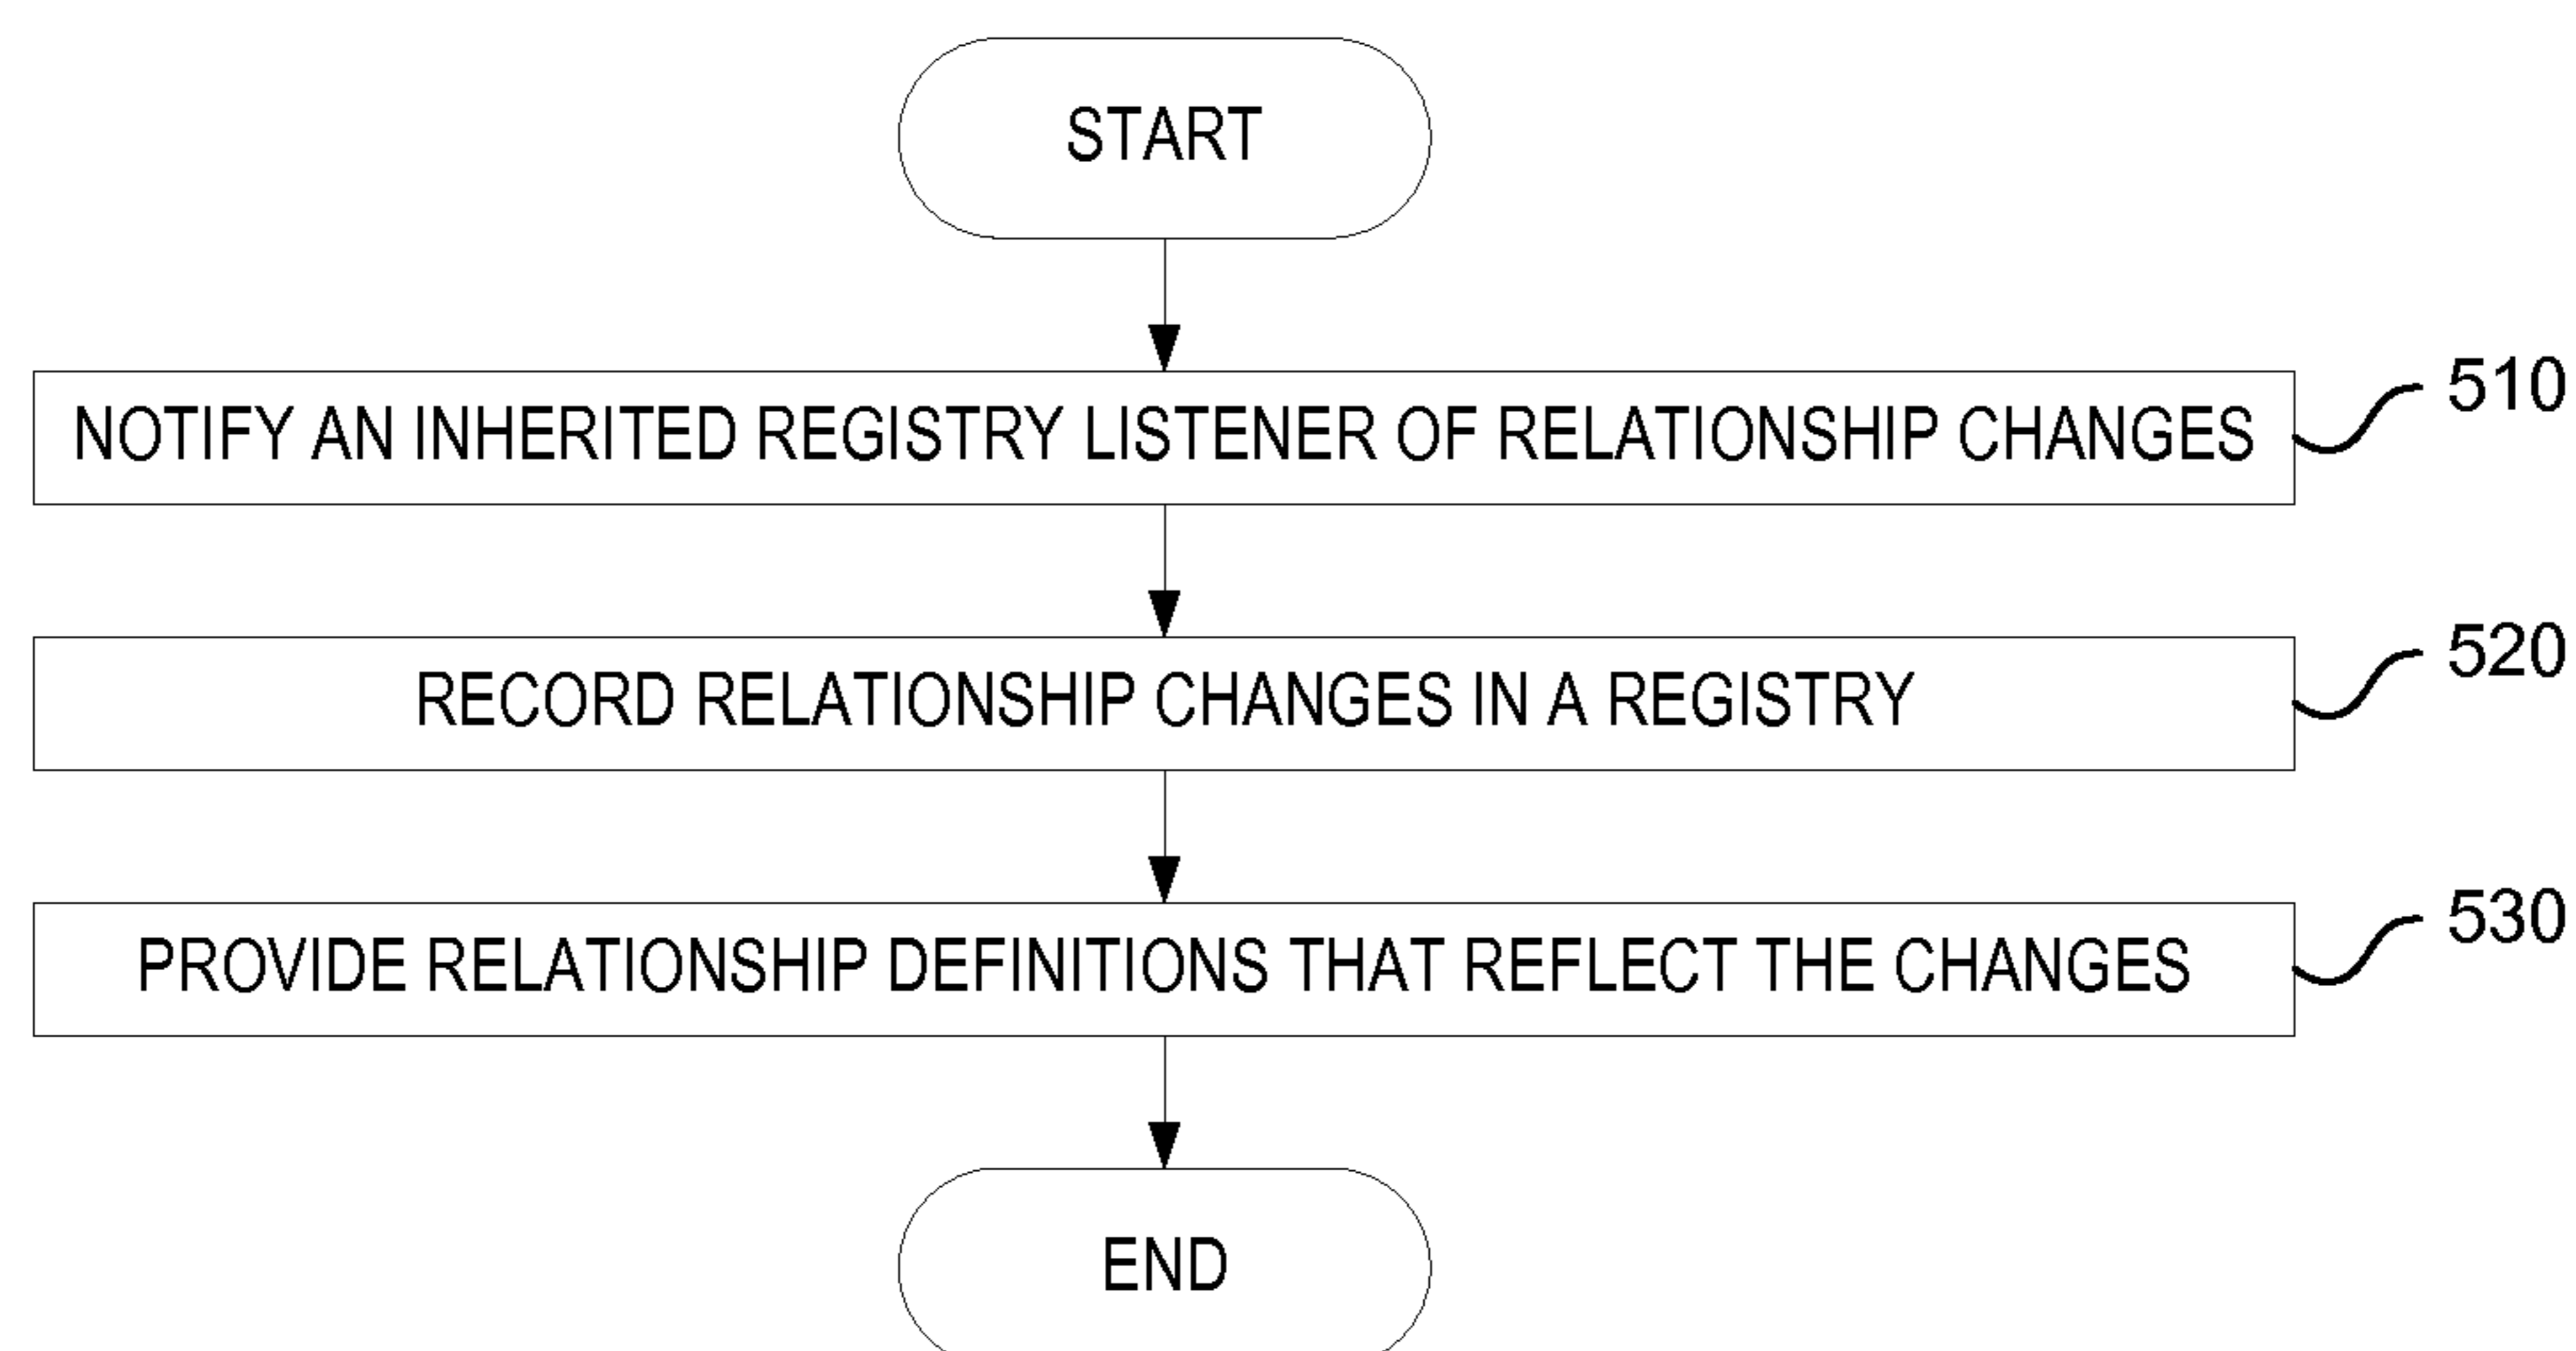 START
NOTIFY AN INHERITED REGISTRY LISTENER OF RELATIONSHIP CHANGES
510
RECORD RELATIONSHIP CHANGES IN A REGISTRY
520
PROVIDE RELATIONSHIP DEFINITIONS THAT REFLECT THE CHANGES
530
END